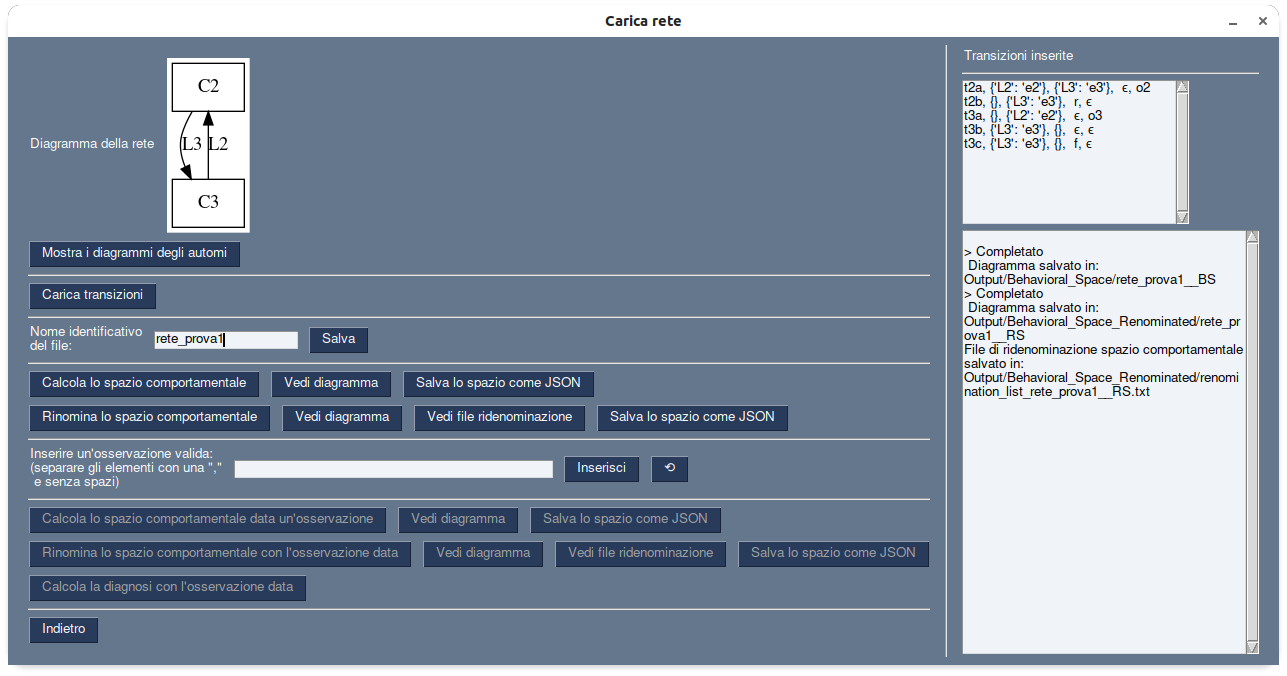 Carica rete
Diagramma della rete
C2
L3 L2
C3
Mostra i diagrammi degli automi
Carica transizioni
Nome identificativo
del file:
rete_prova1
Salva
Calcola lo spazio comportamentale
Vedi diagramma
Salva lo spazio come JSON
Rinomina lo spazio comportamentale
Vedi diagramma
Vedi file ridenominazione
Salva lo spazio come JSON
Inserire un'osservazione valida:
(separare gli elementi con una ","
e senza spazi)
Inserisci
⟲
Calcola lo spazio comportamentale data un'osservazione
Vedi diagramma
Salva lo spazio come JSON
Rinomina lo spazio comportamentale con l'osservazione data
Vedi diagramma
Vedi file ridenominazione
Salva lo spazio come JSON
Calcola la diagnosi con l'osservazione data
Indietro
Transizioni inserite
t2a, {'L2': 'e2'}, {'L3': 'e3'},  ϵ, o2
t2b, {}, {'L3': 'e3'},  r, ϵ
t3a, {}, {'L2': 'e2'},  ϵ, o3
t3b, {'L3': 'e3'}, {},  ϵ, ϵ
t3c, {'L3': 'e3'}, {},  f, ϵ
> Completato
Diagramma salvato in:
Output/Behavioral_Space/rete_prova1__BS
> Completato
Diagramma salvato in:
Output/Behavioral_Space_Renominated/rete_pr
ova1__RS
File di ridenominazione spazio comportamentale
salvato in:
Output/Behavioral_Space_Renominated/renomi
nation_list_rete_prova1__RS.txt